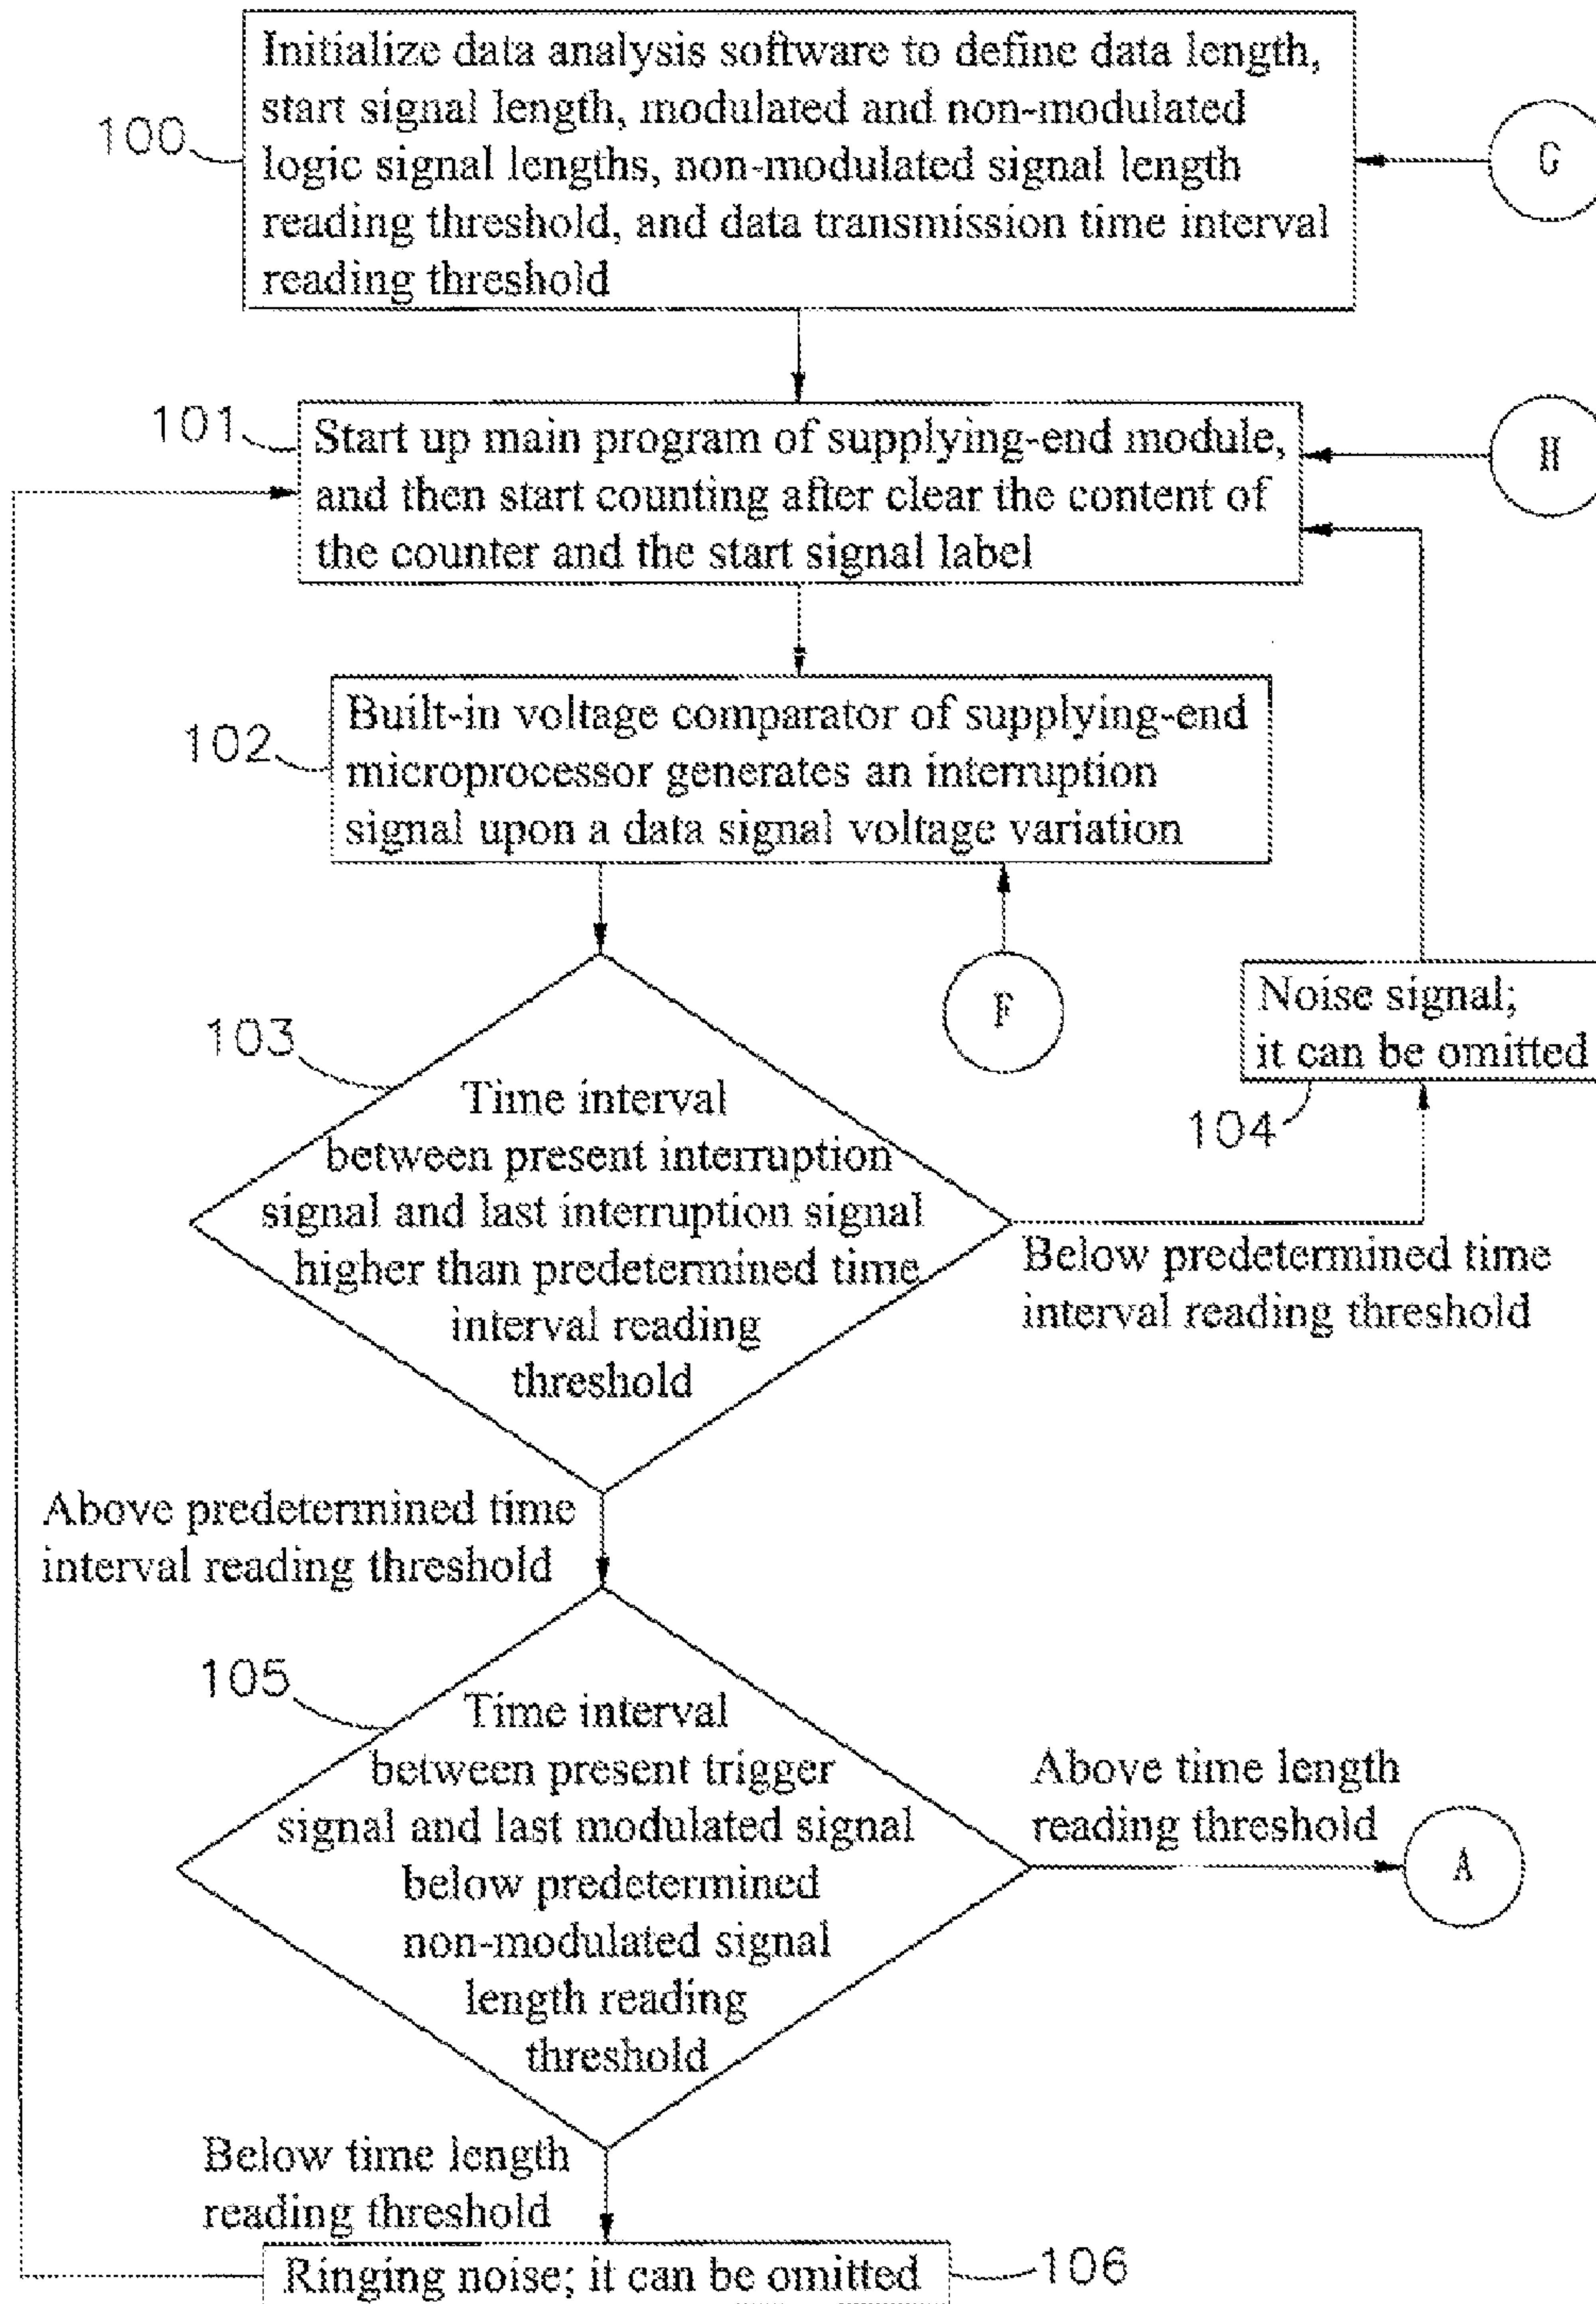 Initialize data analysis software to define data length,
start signal length, modulated and non-modulated
logic signal lengths, non-modulated signal length
reading threshold, and data transmission time interval
reading threshold
100
G
101
Start up main program of supplying-end module,
and then start counting after clear the content of
the counter and the start signal label
H
102
Built-in voltage comparator of supplying-end
microprocessor generates an interruption
signal upon a data signal voltage variation
F
Noise signal;
it can be omitted
104
103
Time interval
between present interruption
signal and last interruption signal
higher than predetermined time
interval reading
threshold
Below predetermined time
interval reading threshold
Above predetermined time
interval reading threshold
105
Time interval
between present trigger
signal and last modulated signal
below predetermined
non-modulated signal
length reading
threshold
Above time length
reading threshold
A
Below time length
reading threshold
Ringing noise; it can be omitted
106